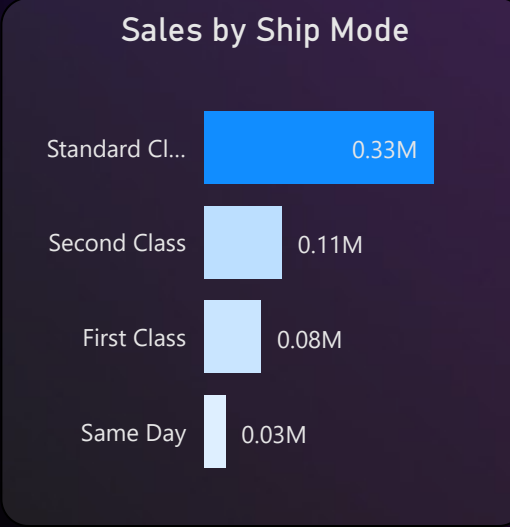 Sales by Ship Mode
Standard Cl... 0.33M
Second Class 0.11M
First Class 0.08M
Same Day 0.03M